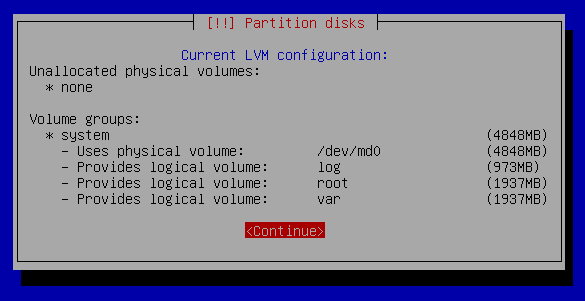 [!!] Partition disks
Current LVM configuration:
Unallocated physical volumes:
* none
Volume groups:
* system (4848MB)
- Uses physical volume: /dev/md0 (4848MB)
- Provides logical volume: log (973MB)
- Provides logical volume: root (1937MB)
- Provides logical volume: var (1937MB)
<Continue>